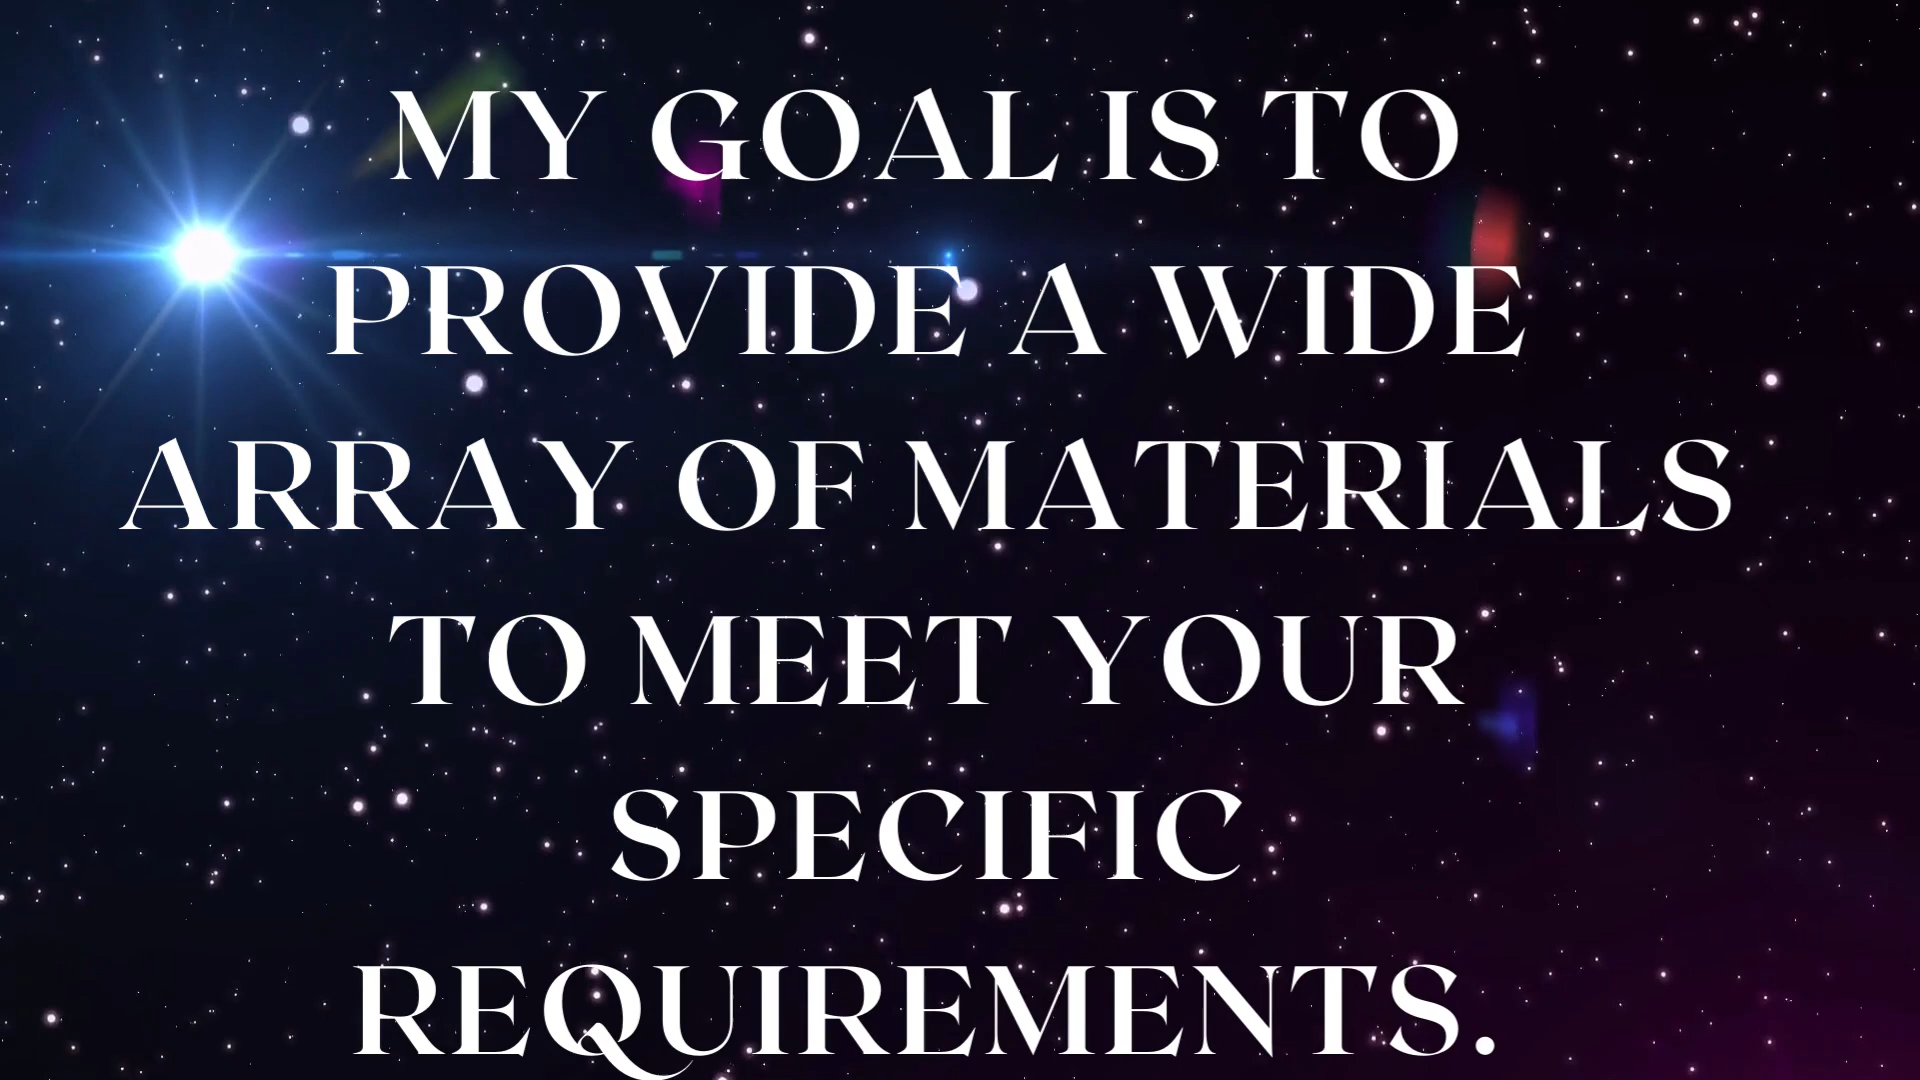 MY GOAL IS TO
PROVIDE A WIDE
ARRAY OF MATERIALS
TO MEET YOUR
SPECIFIC
REQUIREMENTS.